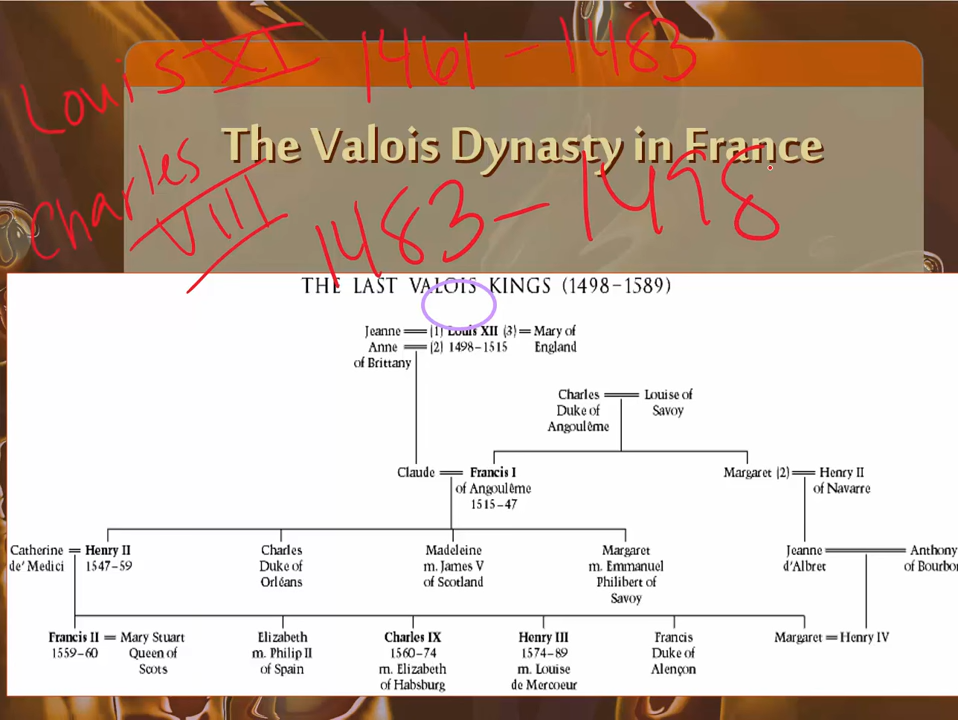 Louis XI - 1461 - 1483
The Valois Dynasty in France
Charles VIII 1483 - 1498
THE LAST VALOIS KINGS (1498-1589)
Jeanne (1) Louis XII (3) = Mary of
Anne (2) 1498-1515 England
of Brittany
Charles Louise of
Duke of Savoy
Angoulême
Claude Francis I Margaret (2) Henry II
of Angoulême of Navarre
1515-47
Catherine = Henry II Charles Madeleine Margaret Jeanne Anthony
de' Medici 1547-59 Duke of m. James V m. Emmanuel d'Albret of Bourbo
Orléans of Scotland Philibert of
Savoy
Francis II = Mary Stuart Elizabeth Charles IX Henry III Francis Margaret = Henry IV
1559-60 Queen of m. Philip II 1560-74 1574-89 Duke of
Scots of Spain m. Elizabeth m. Louise Alençon
of Habsburg de Mercoeur